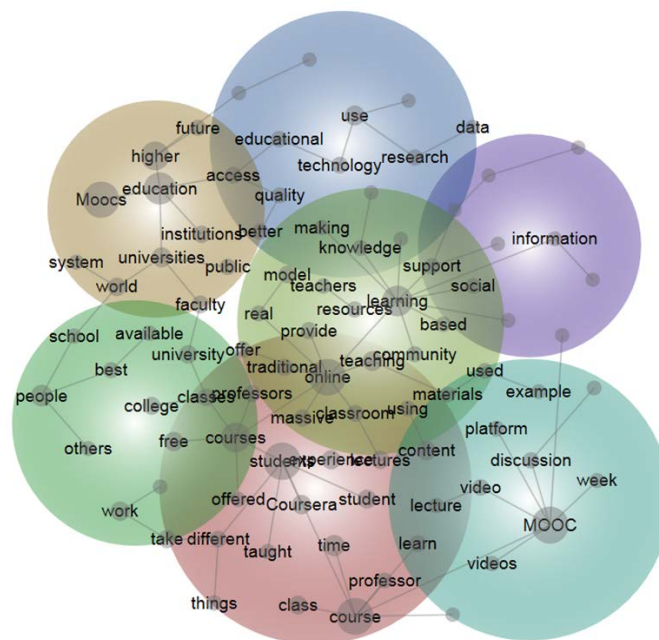 use
future
data
educational
higher
research
technology
access
education
quality
Moocs
making
better
institutions
information
knowledge
universities
system
public
support
model
social
world
teachers
learning
faculty
resources
real
based
provide
school
available
university
offer
community
teaching
best
traditional
online
used
people
classes
professors
materials
example
college
massive
classroom
using
platform
free
courses
others
content
students
experience
lectures
discussion
week
video
offered
student
lecture
Coursera
work
MOOC
take
different
time
learn
taught
videos
professor
things
class
course